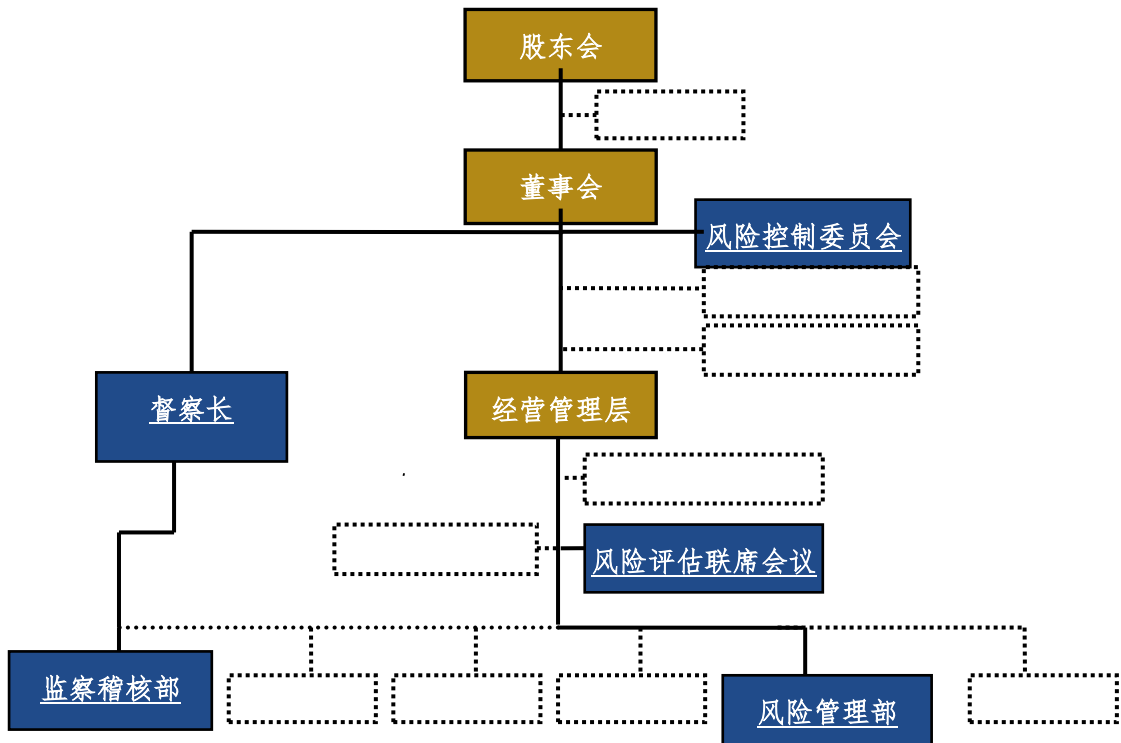 股东会
董事会
风险控制委员会
督察长
经营管理层
风险评估联席会议
监察稽核部
风险管理部